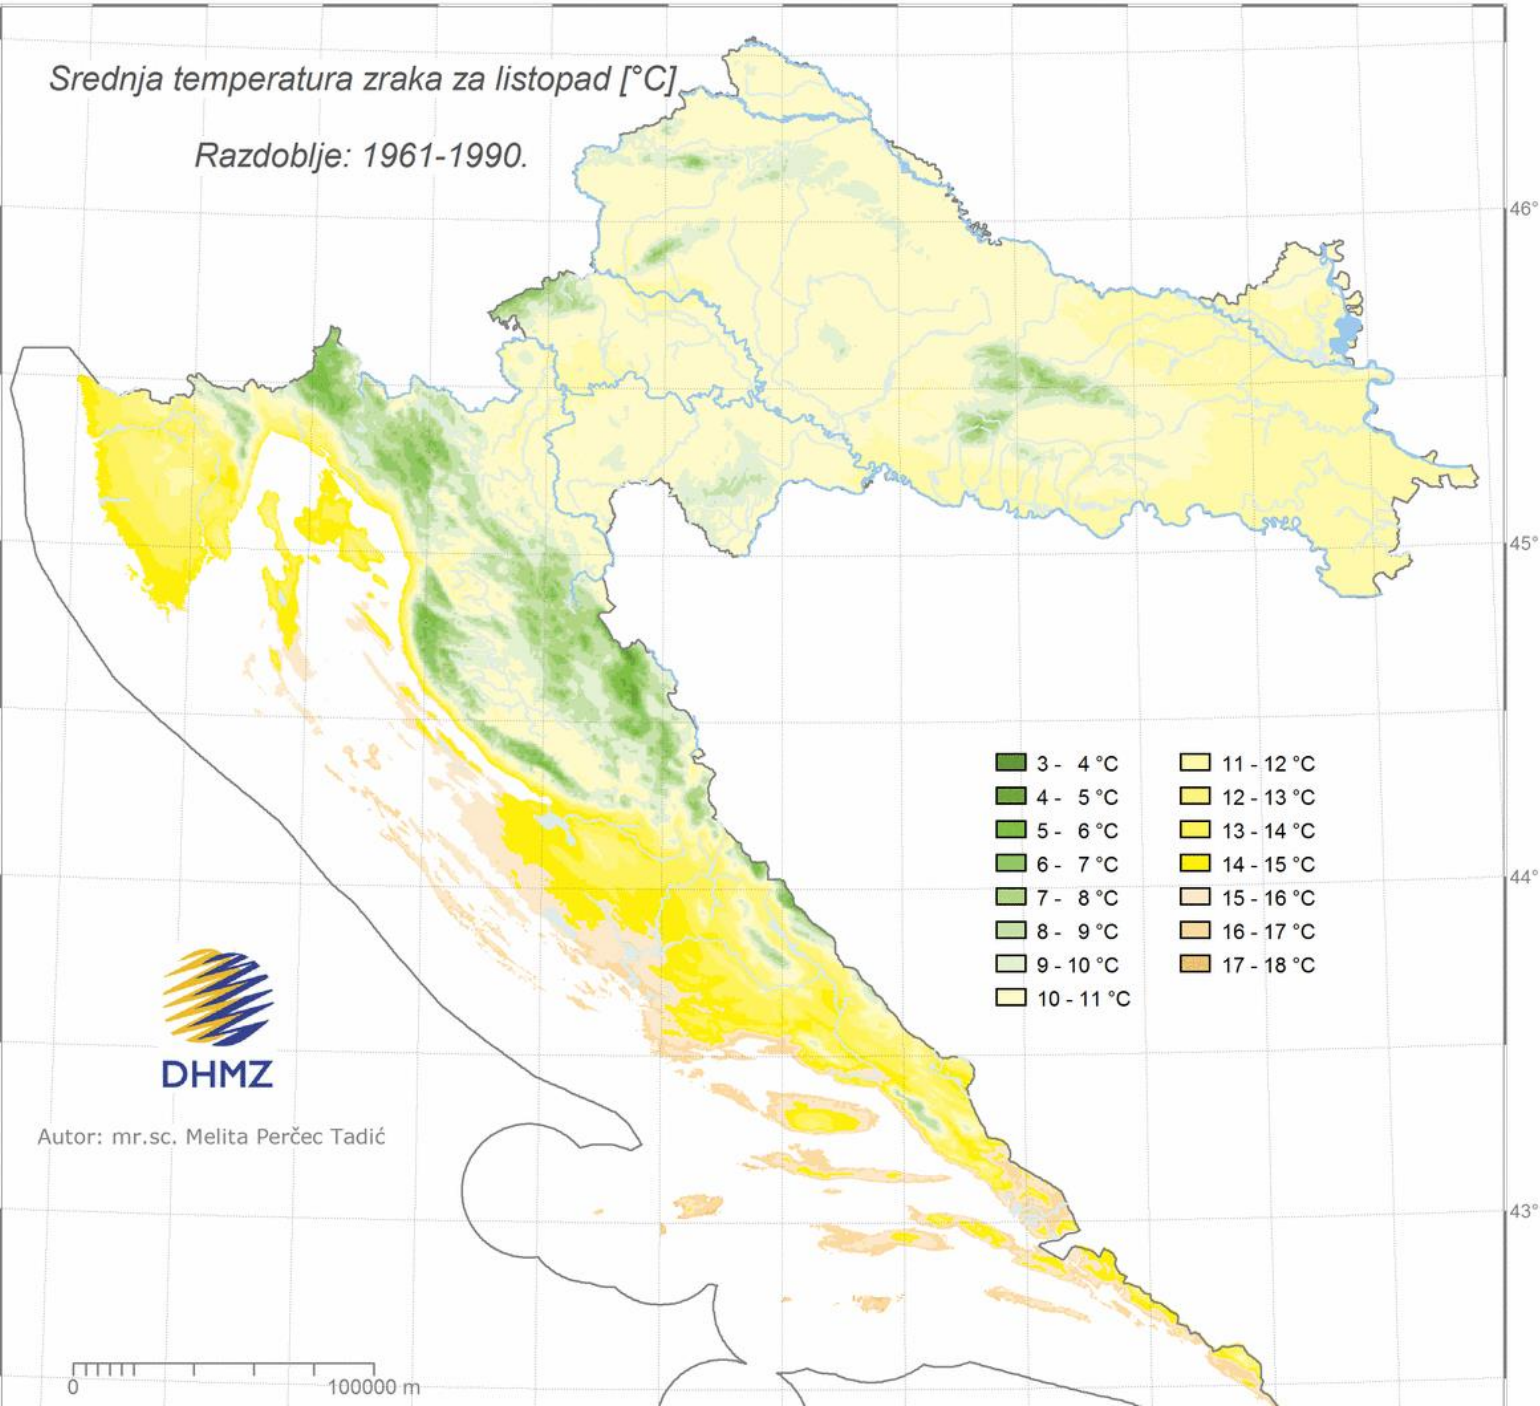 Srednja temperatura zraka za listopad [°C]
Razdoblje: 1961-1990.
46°
45°
3 - 4 °C
4 - 5 °C
5 - 6 °C
6 - 7 °C
7 - 8 °C
8 - 9 °C
9 - 10 °C
10 - 11 °C
11 - 12 °C
12 - 13 °C
13 - 14 °C
14 - 15 °C
15 - 16 °C
16 - 17 °C
17 - 18 °C
44°
DHMZ
Autor: mr.sc. Melita Perčec Tadić
43°
0 100000 m